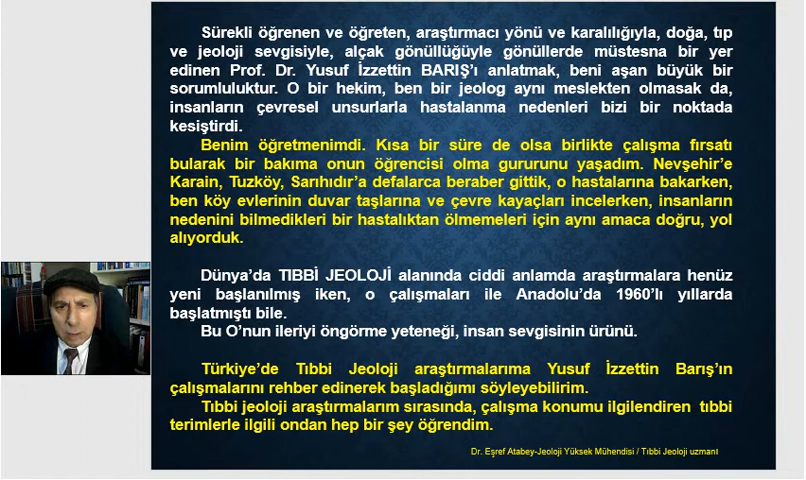 Sürekli öğrenen ve öğreten, araştırmacı yönü ve karalılığıyla, doğa, tıp
ve jeoloji sevgisiyle, alçak gönüllüğüyle gönüllerde müstesna bir yer
edinen Prof. Dr. Yusuf İzzettin BARIŞ’ı anlatmak, beni aşan büyük bir
sorumluluktur. O bir hekim, ben bir jeolog aynı meslekten olmasak da,
insanların çevresel unsurlarla hastalanma nedenleri bizi bir noktada
kesiştirdi.
Benim öğretmenimdi. Kısa bir süre de olsa birlikte çalışma fırsatı
bularak bir bakıma onun öğrencisi olma gururunu yaşadım. Nevşehir’e
Karain, Tuzköy, Sarıhıdır’a defalarca beraber gittik, o hastalarına bakarken,
ben köy evlerinin duvar taşlarına ve çevre kayaçları incelerken, insanların
nedenini bilmedikleri bir hastalıktan ölmemeleri için aynı amaca doğru, yol
alıyorduk.
Dünya’da TIBBİ JEOLOJİ alanında ciddi anlamda araştırmalara henüz
yeni başlanılmış iken, o çalışmaları ile Anadolu’da 1960’lı yıllarda
başlatmıştı bile.
Bu O’nun ileriyi öngörme yeteneği, insan sevgisinin ürünü.
Türkiye’de Tıbbi Jeoloji araştırmalarıma Yusuf İzzettin Barış’ın
çalışmalarını rehber edinerek başladığımı söyleyebilirim.
Tıbbi jeoloji araştırmalarım sırasında, çalışma konumu ilgilendiren tıbbi
terimlerle ilgili ondan hep bir şey öğrendim.
Dr. Eşref Atabey-Jeoloji Yüksek Mühendisi / Tıbbi Jeoloji uzmanı